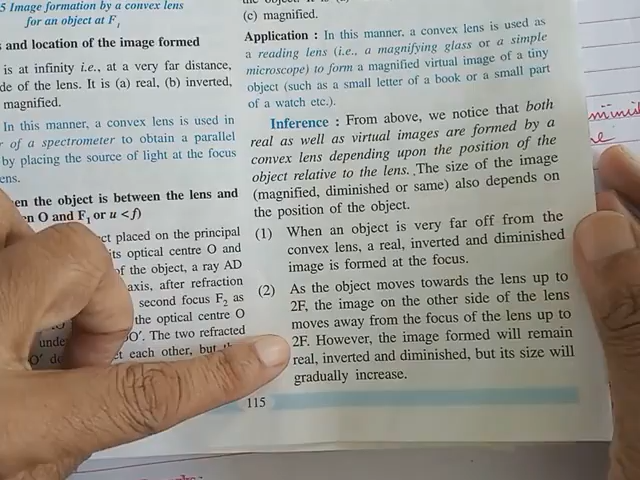 5 Image formation by a convex lens
for an object at F₁
s and location of the image formed
is at infinity i.e., at a very far distance,
de of the lens. It is (a) real, (b) inverted,
magnified.
In this manner, a convex lens is used in
r of a spectrometer to obtain a parallel
by placing the source of light at the focus
ens.
en the object is between the lens and
n O and F₁ or u < f)
ct placed on the principal
its optical centre O and
of the object, a ray AD
axis, after refraction
second focus F₂ as
the optical centre O
OO′. The two refracted
et each other, but
(c) magnified.
Application : In this manner, a convex lens is used as
a reading lens (i.e., a magnifying glass or a simple
microscope) to form a magnified virtual image of a tiny
object (such as a small letter of a book or a small part
of a watch etc.).
Inference : From above, we notice that both
real as well as virtual images are formed by a
convex lens depending upon the position of the
object relative to the lens. The size of the image
(magnified, diminished or same) also depends on
the position of the object.
(1) When an object is very far off from the
convex lens, a real, inverted and diminished
image is formed at the focus.
(2) As the object moves towards the lens up to
2F, the image on the other side of the lens
moves away from the focus of the lens up to
2F. However, the image formed will remain
real, inverted and diminished, but its size will
gradually increase.
115